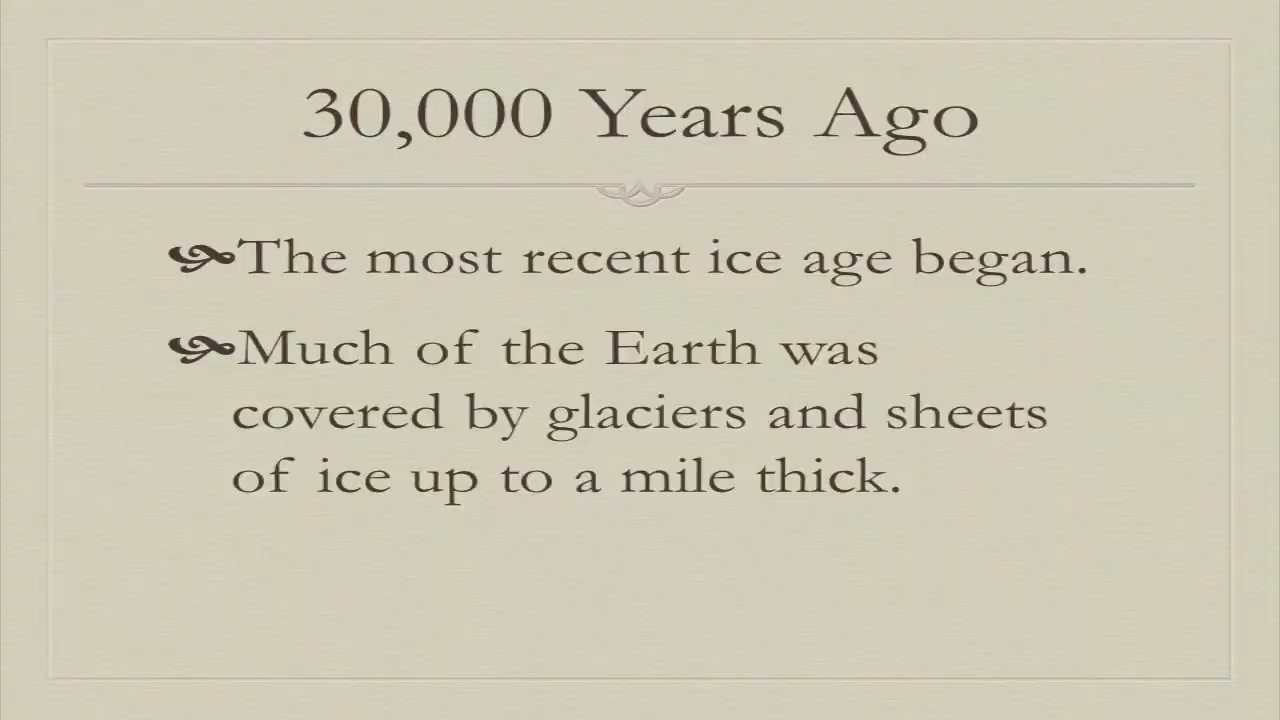 30,000 Years Ago
The most recent ice age began.
Much of the Earth was
covered by glaciers and sheets
of ice up to a mile thick.